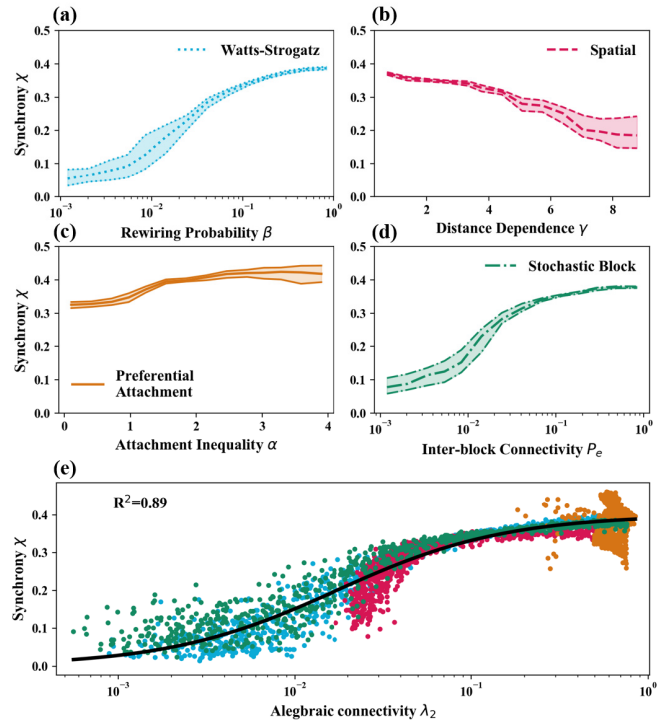 (a)
(b)
0.5
0.4
0.3
0.2
0.1
0.0
Synchrony χ
Watts-Strogatz
10⁻³
10⁻²
10⁻¹
10⁰
Rewiring Probability β
0.5
0.4
0.3
0.2
0.1
0.0
Spatial
2
4
6
8
Distance Dependence γ
(c)
(d)
0.5
0.4
0.3
0.2
0.1
0.0
Synchrony χ
Preferential
Attachment
0
1
2
3
4
Attachment Inequality α
0.5
0.4
0.3
0.2
0.1
0.0
Stochastic Block
10⁻³
10⁻²
10⁻¹
10⁰
Inter-block Connectivity Pₑ
(e)
R²=0.89
0.4
0.3
0.2
0.1
0.0
Synchrony χ
10⁻³
10⁻²
10⁻¹
10⁰
Alegbraic connectivity λ₂